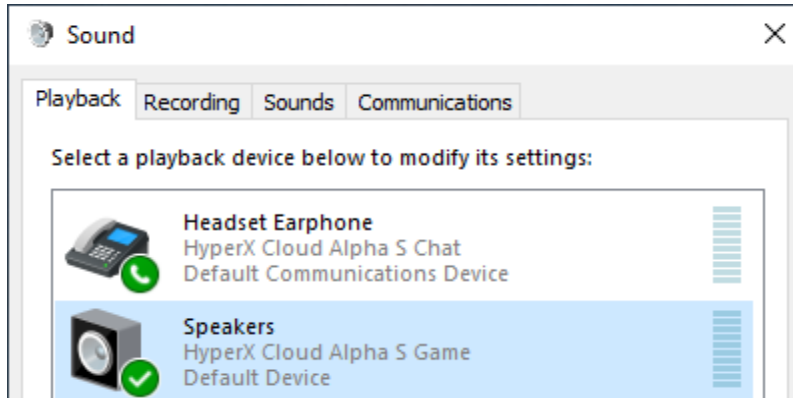 Sound
Playback Recording Sounds Communications
Select a playback device below to modify its settings:
Headset Earphone
HyperX Cloud Alpha S Chat
Default Communications Device
Speakers
HyperX Cloud Alpha S Game
Default Device